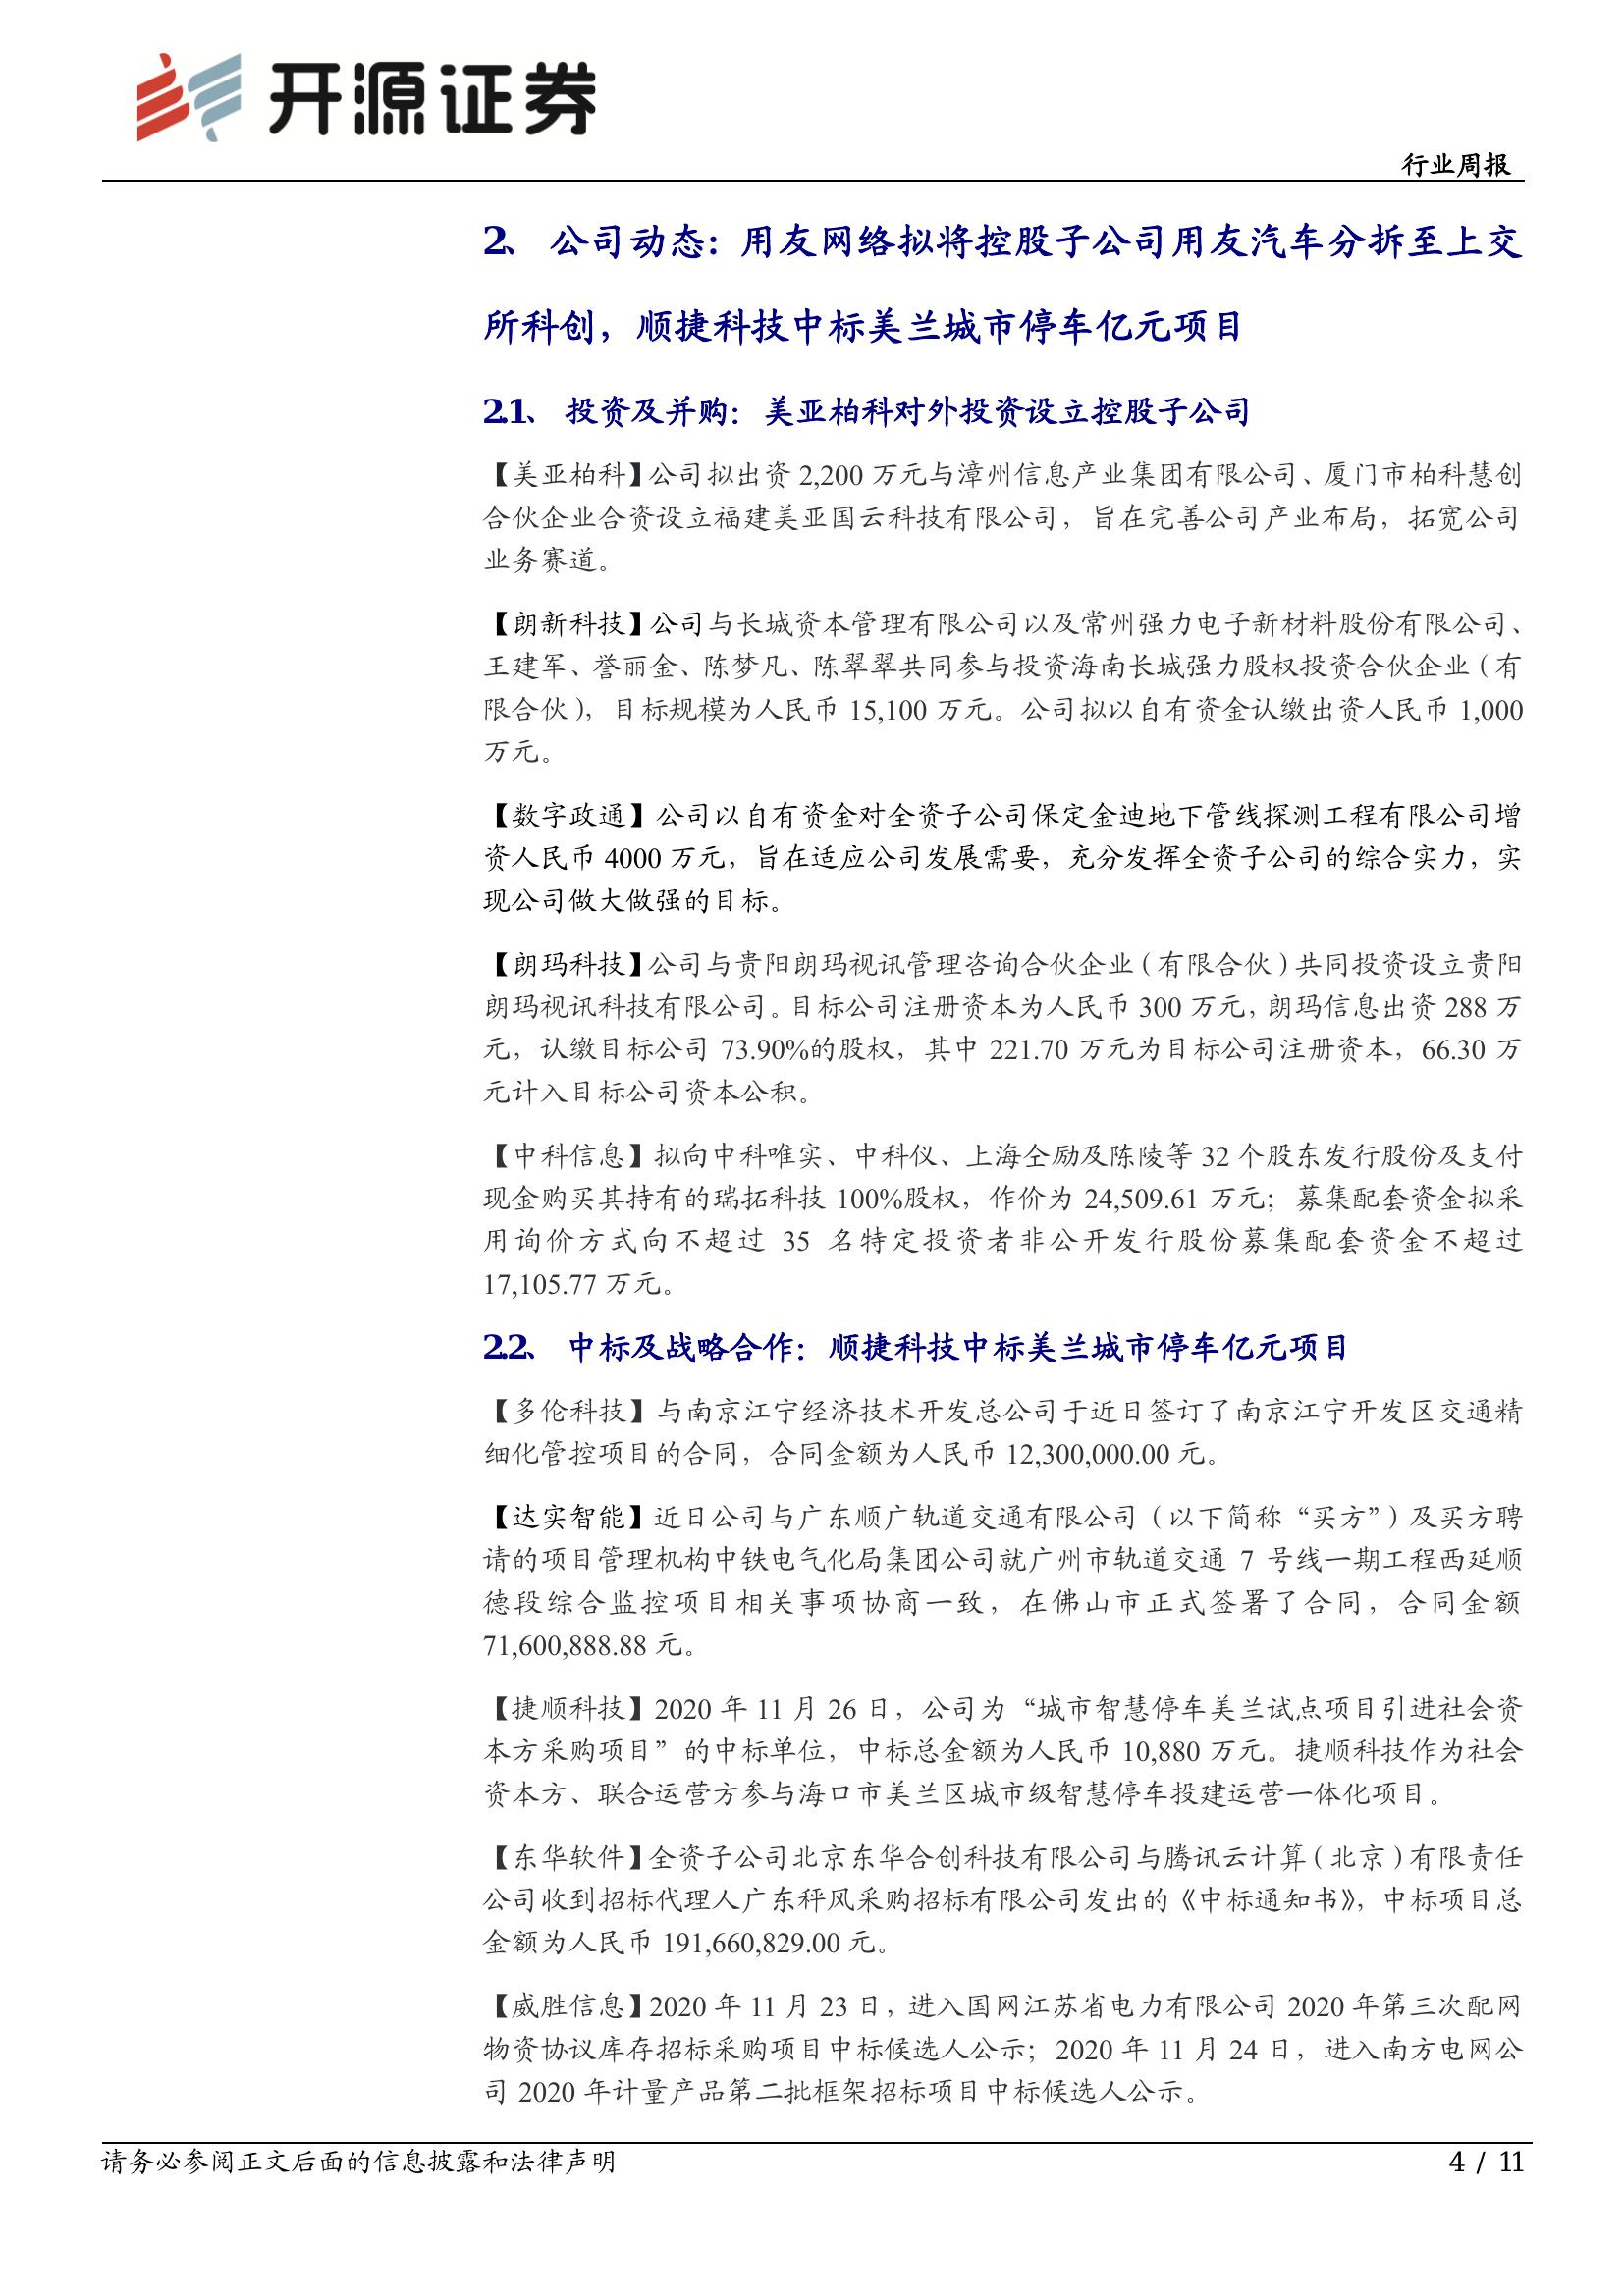 开源证券
行业周报
2、 公司动态：用友网络拟将控股子公司用友汽车分拆至上交
所科创，顺捷科技中标美兰城市停车亿元项目
2.1、 投资及并购：美亚柏科对外投资设立控股子公司
【美亚柏科】公司拟出资 2,200 万元与漳州信息产业集团有限公司、厦门市柏科慧创
合伙企业合资设立福建美亚国云科技有限公司，旨在完善公司产业布局，拓宽公司
业务赛道。
【朗新科技】公司与长城资本管理有限公司以及常州强力电子新材料股份有限公司、
王建军、誉丽金、陈梦凡、陈翠翠共同参与投资海南长城强力股权投资合伙企业（有
限合伙），目标规模为人民币 15,100 万元。公司拟以自有资金认缴出资人民币 1,000
万元。
【数字政通】公司以自有资金对全资子公司保定金迪地下管线探测工程有限公司增
资人民币 4000 万元，旨在适应公司发展需要，充分发挥全资子公司的综合实力，实
现公司做大做强的目标。
【朗玛科技】公司与贵阳朗玛视讯管理咨询合伙企业（有限合伙）共同投资设立贵阳
朗玛视讯科技有限公司。目标公司注册资本为人民币 300 万元，朗玛信息出资 288 万
元，认缴目标公司 73.90%的股权，其中 221.70 万元为目标公司注册资本，66.30 万
元计入目标公司资本公积。
【中科信息】拟向中科唯实、中科仪、上海仝励及陈陵等 32 个股东发行股份及支付
现金购买其持有的瑞拓科技 100%股权，作价为 24,509.61 万元；募集配套资金拟采
用询价方式向不超过 35 名特定投资者非公开发行股份募集配套资金不超过
17,105.77 万元。
2.2、 中标及战略合作：顺捷科技中标美兰城市停车亿元项目
【多伦科技】与南京江宁经济技术开发总公司于近日签订了南京江宁开发区交通精
细化管控项目的合同，合同金额为人民币 12,300,000.00 元。
【达实智能】近日公司与广东顺广轨道交通有限公司（以下简称“买方”）及买方聘
请的项目管理机构中铁电气化局集团公司就广州市轨道交通 7 号线一期工程西延顺
德段综合监控项目相关事项协商一致，在佛山市正式签署了合同，合同金额
71,600,888.88 元。
【捷顺科技】2020 年 11 月 26 日，公司为“城市智慧停车美兰试点项目引进社会资
本方采购项目”的中标单位，中标总金额为人民币 10,880 万元。捷顺科技作为社会
资本方、联合运营方参与海口市美兰区城市级智慧停车投建运营一体化项目。
【东华软件】全资子公司北京东华合创科技有限公司与腾讯云计算（北京）有限责任
公司收到招标代理人广东秤风采购招标有限公司发出的《中标通知书》，中标项目总
金额为人民币 191,660,829.00 元。
【威胜信息】2020 年 11 月 23 日，进入国网江苏省电力有限公司 2020 年第三次配网
物资协议库存招标采购项目中标候选人公示；2020 年 11 月 24 日，进入南方电网公
司 2020 年计量产品第二批框架招标项目中标候选人公示。
请务必参阅正文后面的信息披露和法律声明
4 / 11